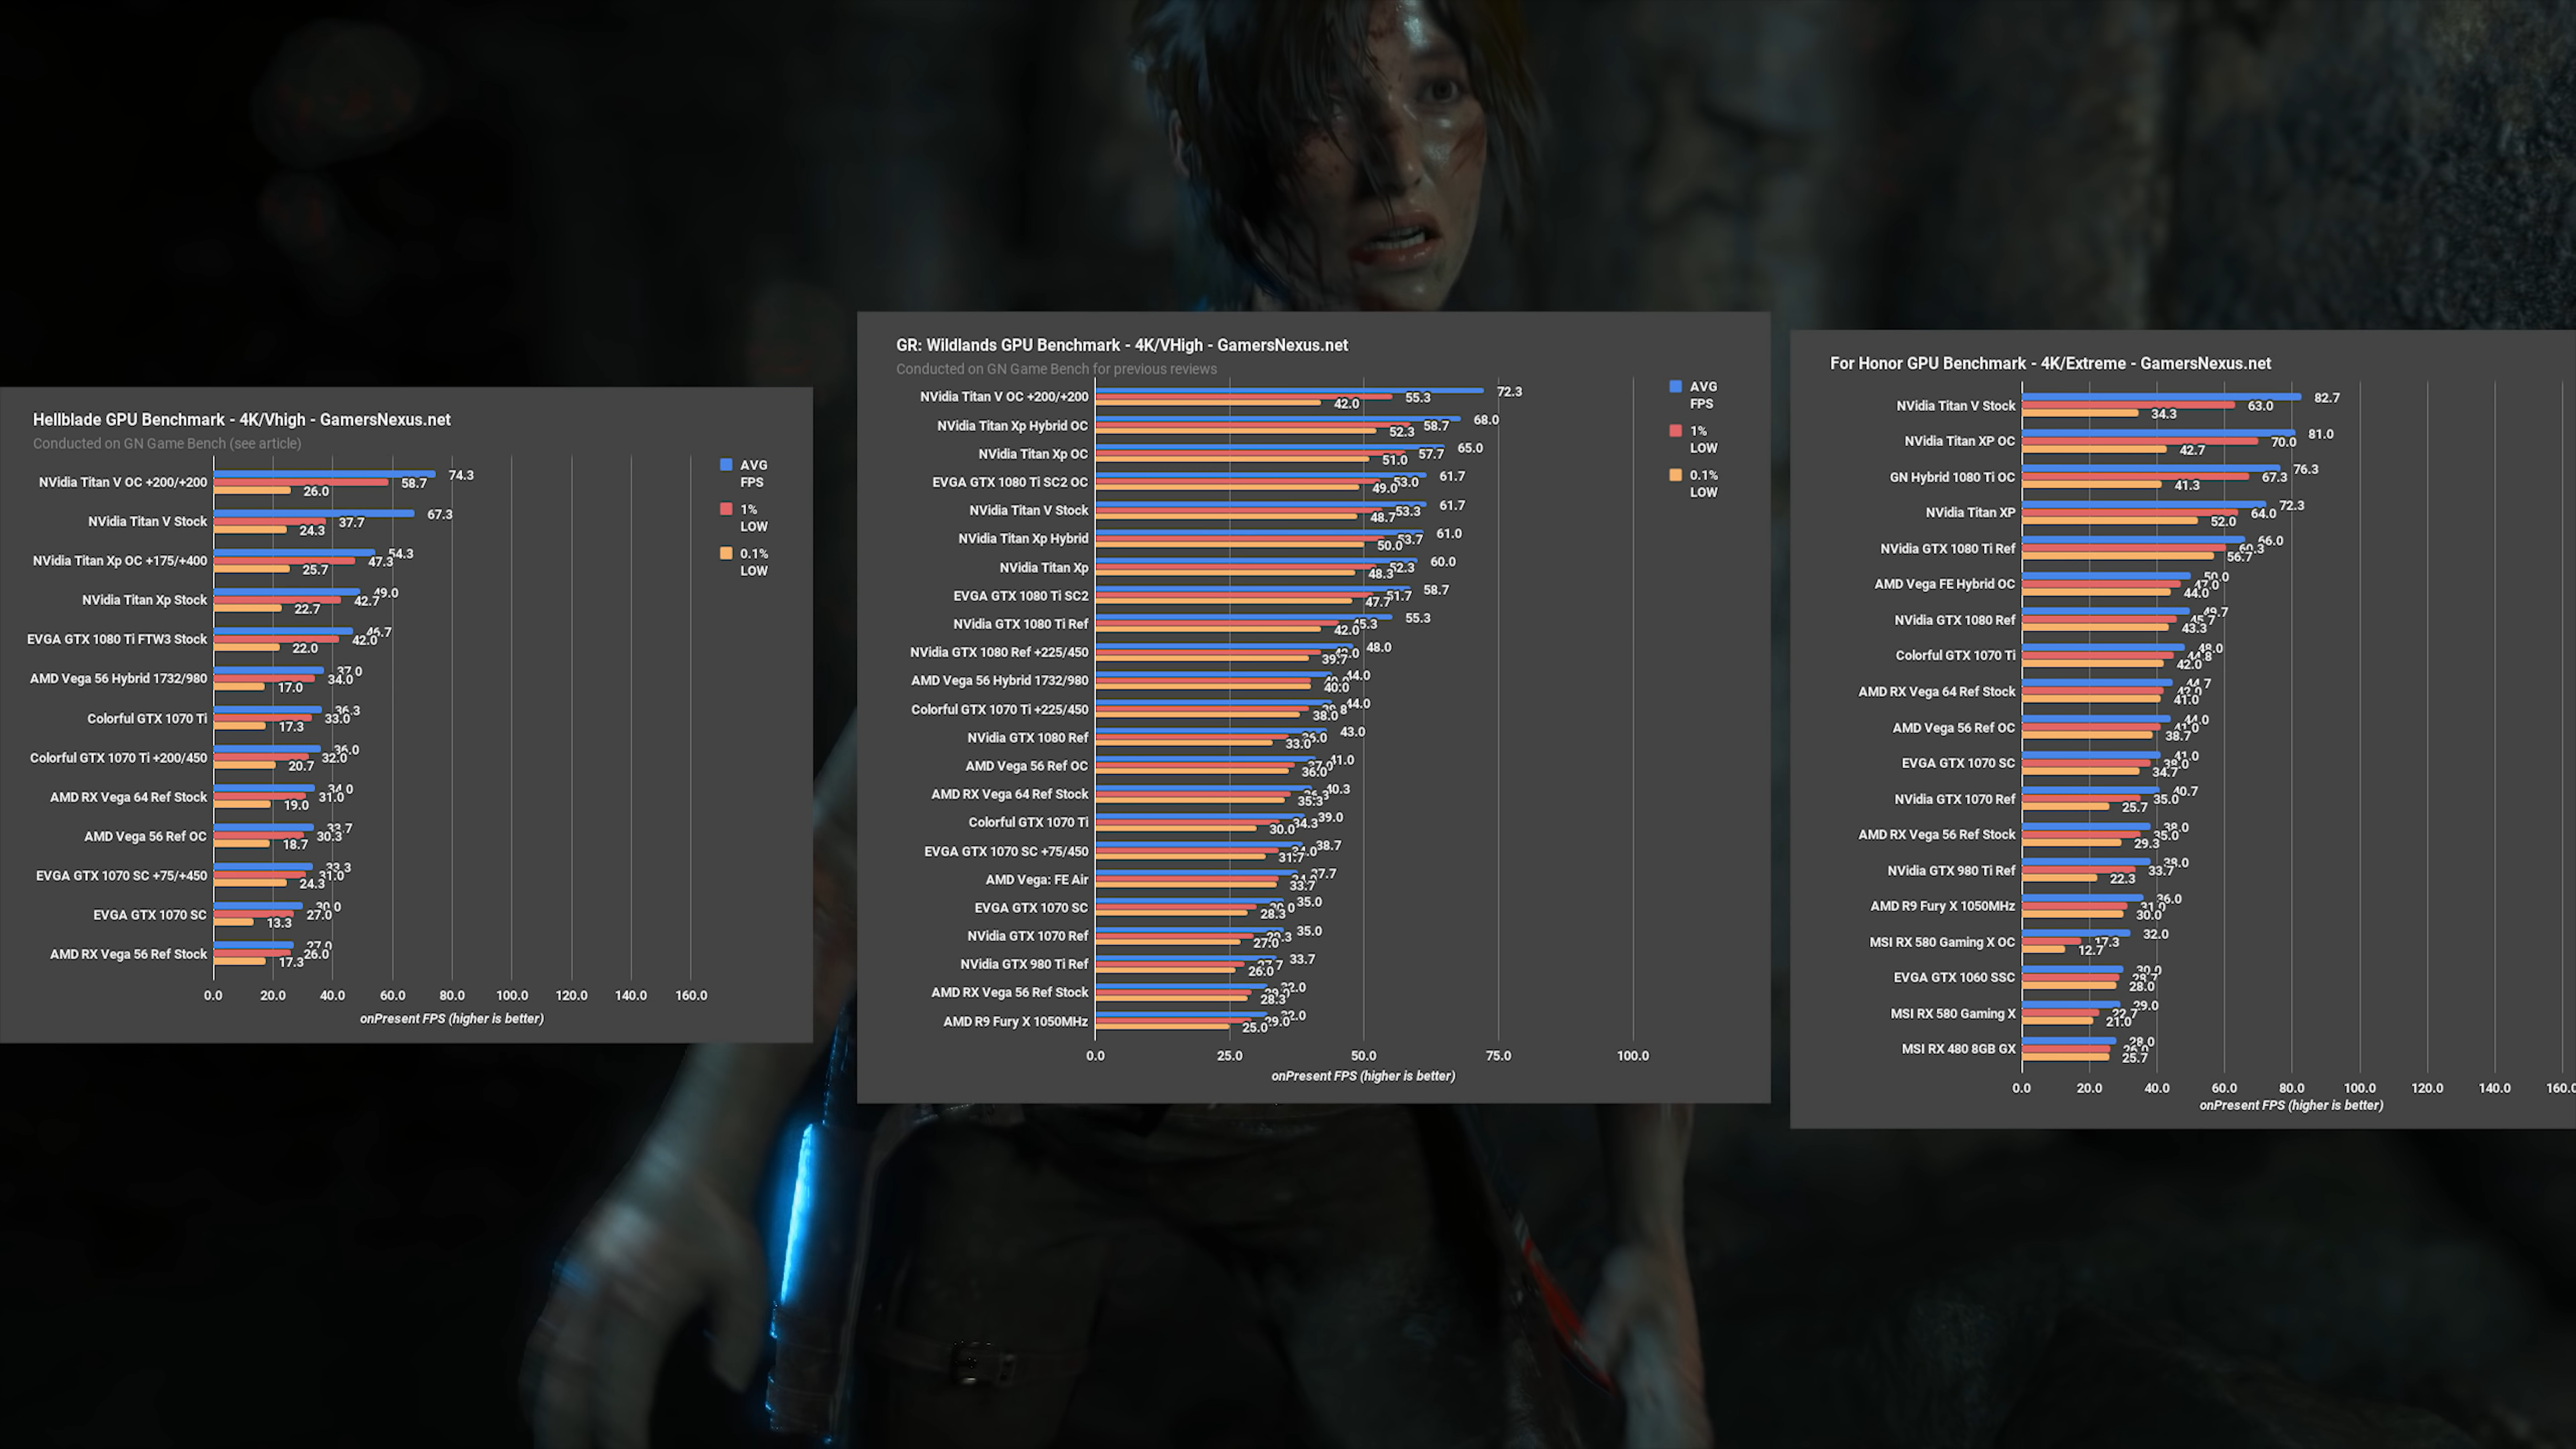 Hellblade GPU Benchmark - 4K/Vhigh - GamersNexus.net
Conducted on GN Game Bench (see article)
NVidia Titan V OC +200/+200 74.3 58.7 26.0
NVidia Titan V Stock 67.3 37.7 24.3
NVidia Titan Xp OC +175/+400 54.3 47.3 25.7
NVidia Titan Xp Stock 49.0 42.7 22.7
EVGA GTX 1080 Ti FTW3 Stock 46.7 42.0 22.0
AMD Vega 56 Hybrid 1732/980 37.0 34.0 17.0
Colorful GTX 1070 Ti 36.3 33.0 17.3
Colorful GTX 1070 Ti +200/450 36.0 32.0 20.7
AMD RX Vega 64 Ref Stock 34.0 31.0 19.0
AMD Vega 56 Ref OC 33.7 30.3 18.7
EVGA GTX 1070 SC +75/+450 33.3 31.0 24.3
EVGA GTX 1070 SC 30.0 27.0 13.3
AMD RX Vega 56 Ref Stock 27.0 26.0 17.3
0.0 20.0 40.0 60.0 80.0 100.0 120.0 140.0 160.0
onPresent FPS (higher is better)
AVG
FPS
1%
LOW
0.1%
LOW
GR: Wildlands GPU Benchmark - 4K/VHigh - GamersNexus.net
Conducted on GN Game Bench for previous reviews
NVidia Titan V OC +200/+200 72.3 55.3 42.0
NVidia Titan Xp Hybrid OC 68.0 58.7 52.3
NVidia Titan Xp OC 65.0 57.7 51.0
EVGA GTX 1080 Ti SC2 OC 61.7 53.0 49.0
NVidia Titan V Stock 61.7 53.3 48.7
NVidia Titan Xp Hybrid 61.0 53.7 50.0
NVidia Titan Xp 60.0 52.3 48.3
EVGA GTX 1080 Ti SC2 58.7 51.7 47.7
NVidia GTX 1080 Ti Ref 55.3 45.3 42.0
NVidia GTX 1080 Ref +225/450 48.0 39.7
AMD Vega 56 Hybrid 1732/980 44.0 40.0
Colorful GTX 1070 Ti +225/450 44.0 38.0
NVidia GTX 1080 Ref 43.0 36.0 33.0
AMD Vega 56 Ref OC 41.0 37.0 36.0
AMD RX Vega 64 Ref Stock 40.3 36.3 35.3
Colorful GTX 1070 Ti 39.0 34.3 30.0
EVGA GTX 1070 SC +75/450 38.7 34.0 31.7
AMD Vega: FE Air 37.7 33.7
EVGA GTX 1070 SC 35.0 28.3
NVidia GTX 1070 Ref 35.0 27.0
NVidia GTX 980 Ti Ref 33.7 27.7 26.0
AMD RX Vega 56 Ref Stock 32.0 28.3
AMD R9 Fury X 1050MHz 32.0 29.0 25.0
0.0 25.0 50.0 75.0 100.0
onPresent FPS (higher is better)
AVG
FPS
1%
LOW
0.1%
LOW
For Honor GPU Benchmark - 4K/Extreme - GamersNexus.net
NVidia Titan V Stock 82.7 63.0 34.3
NVidia Titan XP OC 81.0 70.0 42.7
GN Hybrid 1080 Ti OC 76.3 67.3 41.3
NVidia Titan XP 72.3 64.0 52.0
NVidia GTX 1080 Ti Ref 66.0 60.3 56.7
AMD Vega FE Hybrid OC 50.0 47.0 44.0
NVidia GTX 1080 Ref 49.7 45.7 43.3
Colorful GTX 1070 Ti 48.0 44.8 42.0
AMD RX Vega 64 Ref Stock 44.7 42.0 41.0
AMD Vega 56 Ref OC 44.0 41.0 38.7
EVGA GTX 1070 SC 41.0 38.0 34.7
NVidia GTX 1070 Ref 40.7 35.0 25.7
AMD RX Vega 56 Ref Stock 38.0 35.0 29.3
NVidia GTX 980 Ti Ref 38.0 33.7 22.3
AMD R9 Fury X 1050MHz 36.0 31.0 30.0
MSI RX 580 Gaming X OC 32.0 17.3 12.7
EVGA GTX 1060 SSC 30.0 28.7 28.0
MSI RX 580 Gaming X 29.0 22.7 21.0
MSI RX 480 8GB GX 28.0 26.0 25.7
0.0 20.0 40.0 60.0 80.0 100.0 120.0 140.0 160.
onPresent FPS (higher is better)